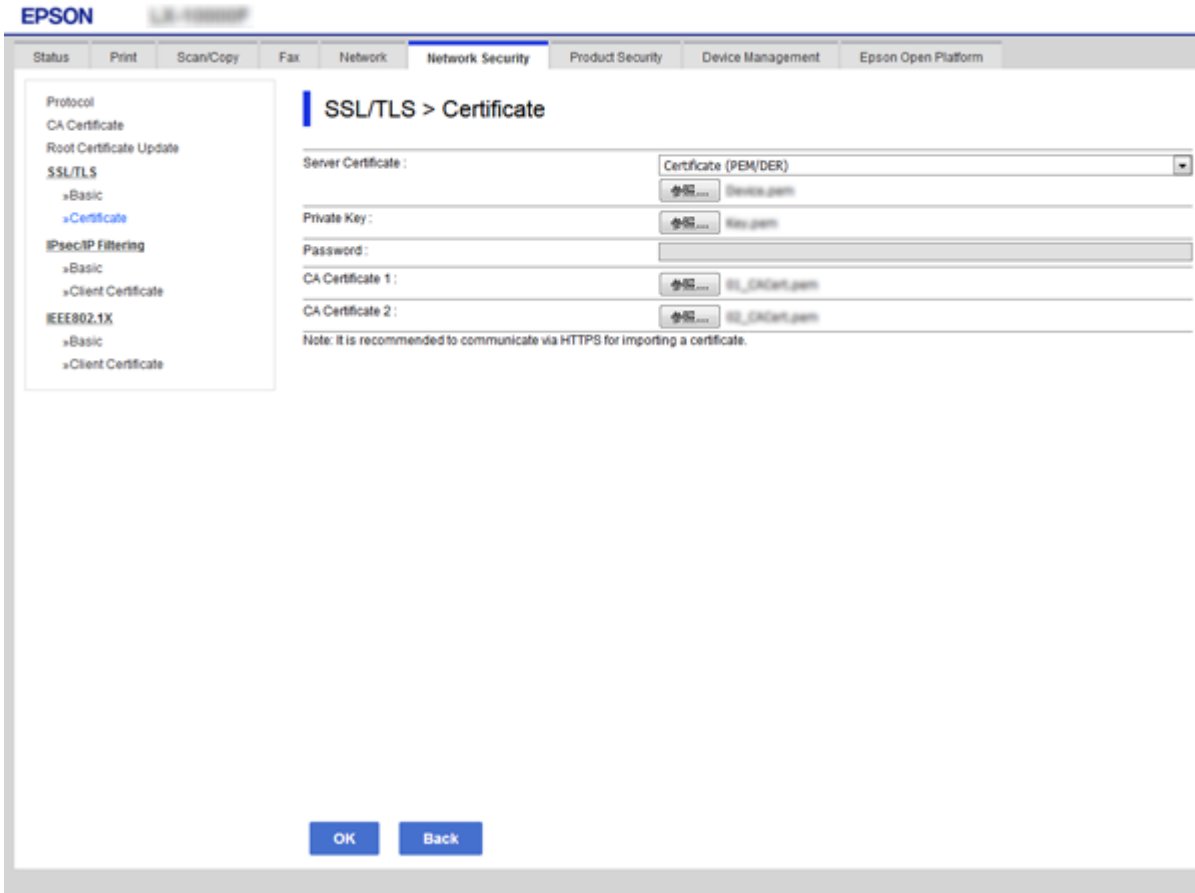 EPSON
Status Print Scan/Copy Fax Network Network Security Product Security Device Management Epson Open Platform
Protocol
CA Certificate
Root Certificate Update
SSL/TLS
»Basic
»Certificate
IPsec/IP Filtering
»Basic
»Client Certificate
IEEE802.1X
»Basic
»Client Certificate
SSL/TLS > Certificate
Server Certificate :
Certificate (PEM/DER)
参照...
Private Key :
参照...
Password :
CA Certificate 1 :
参照...
CA Certificate 2 :
参照...
Note: It is recommended to communicate via HTTPS for importing a certificate.
OK Back